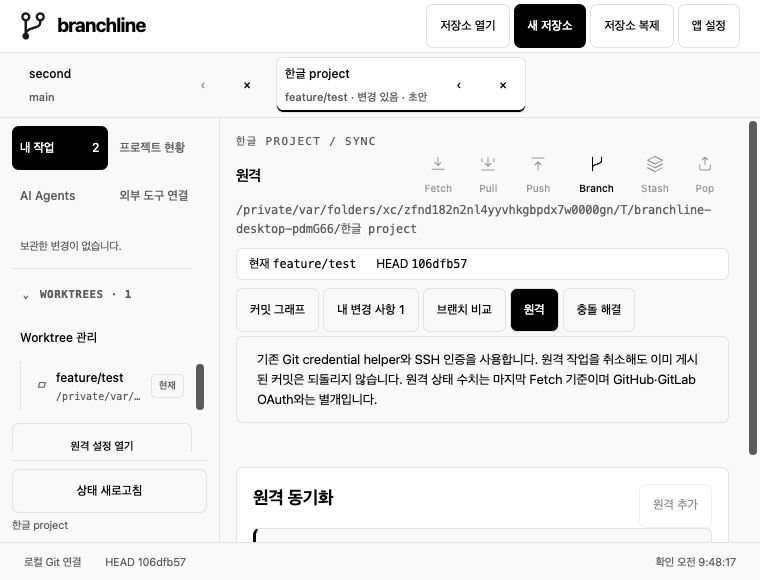 branchline
저장소 열기
새 저장소
저장소 복제
앱 설정
second
main
한글 project
feature/test · 변경 있음 · 초안
내 작업 2
프로젝트 현황
AI Agents
외부 도구 연결
보관한 변경이 없습니다.
WORKTREES · 1
Worktree 관리
feature/test
/private/var/…
현재
원격 설정 열기
상태 새로고침
한글 project
한글 PROJECT / SYNC
원격
Fetch
Pull
Push
Branch
Stash
Pop
/private/var/folders/xc/zfnd182n2nl4yyvhkgbpdx7w0000gn/T/branchline-
desktop-pdmG66/한글 project
현재 feature/test HEAD 106dfb57
커밋 그래프
내 변경 사항 1
브랜치 비교
원격
충돌 해결
기존 Git credential helper와 SSH 인증을 사용합니다. 원격 작업을 취소해도 이미 게시
된 커밋은 되돌리지 않습니다. 원격 상태 수치는 마지막 Fetch 기준이며 GitHub·GitLab
OAuth와는 별개입니다.
원격 동기화
원격 추가
로컬 Git 연결
HEAD 106dfb57
확인 오전 9:48:17